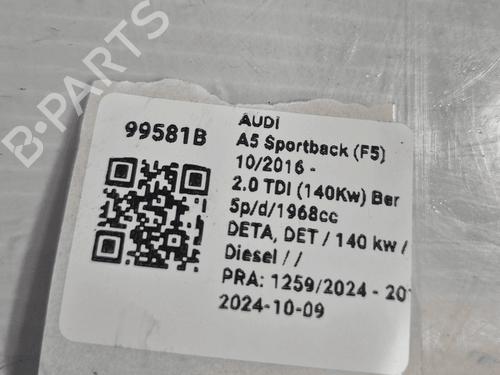 B-PARTS
99581B
AUDI
A5 Sportback (F5)
10/2016 -
2.0 TDI (140Kw) Ber
5p/d/1968cc
DETA, DET / 140 kw /
Diesel / /
PRA: 1259/2024 - 201
2024-10-09